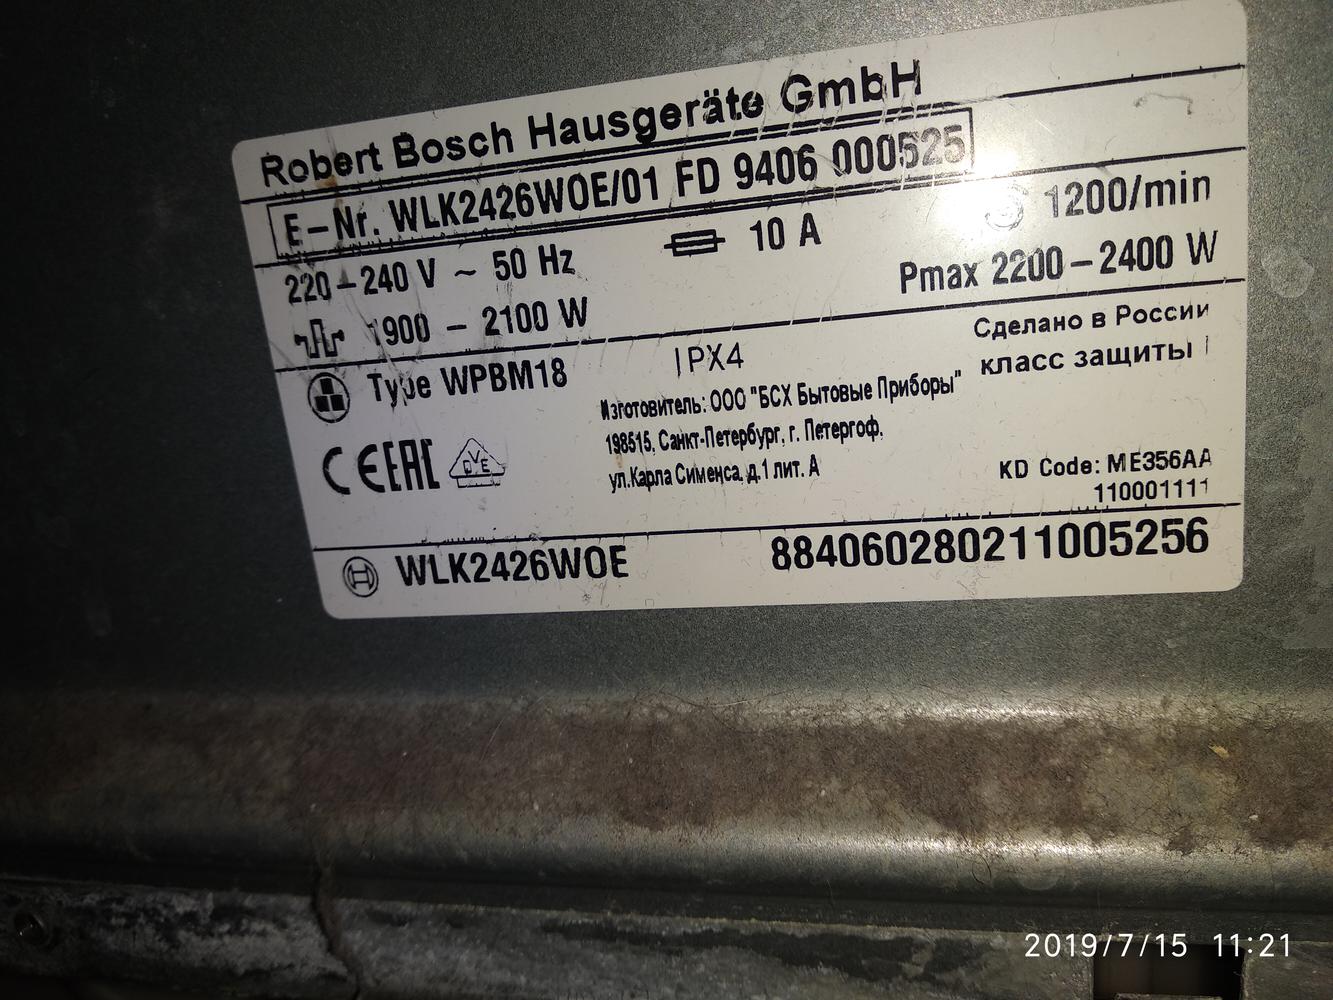 Robert Bosch Hausgeräte GmbH
E-Nr. WLK2426WOE/01 FD 9406 000525
220-240 V ~ 50 Hz 10 A 1200/min
1900 - 2100 W Pmax 2200-2400 W
Type WPBM18 IPX4 Сделано в России
класс защиты I
Изготовитель: ООО "БСХ Бытовые Приборы"
198515, Санкт-Петербург, г. Петергоф,
ул.Карла Сименса, д.1 лит. А
CE EAC VDE
KD Code: ME356AA
110001111
WLK2426WOE 884060280211005256
2019/7/15 11:21